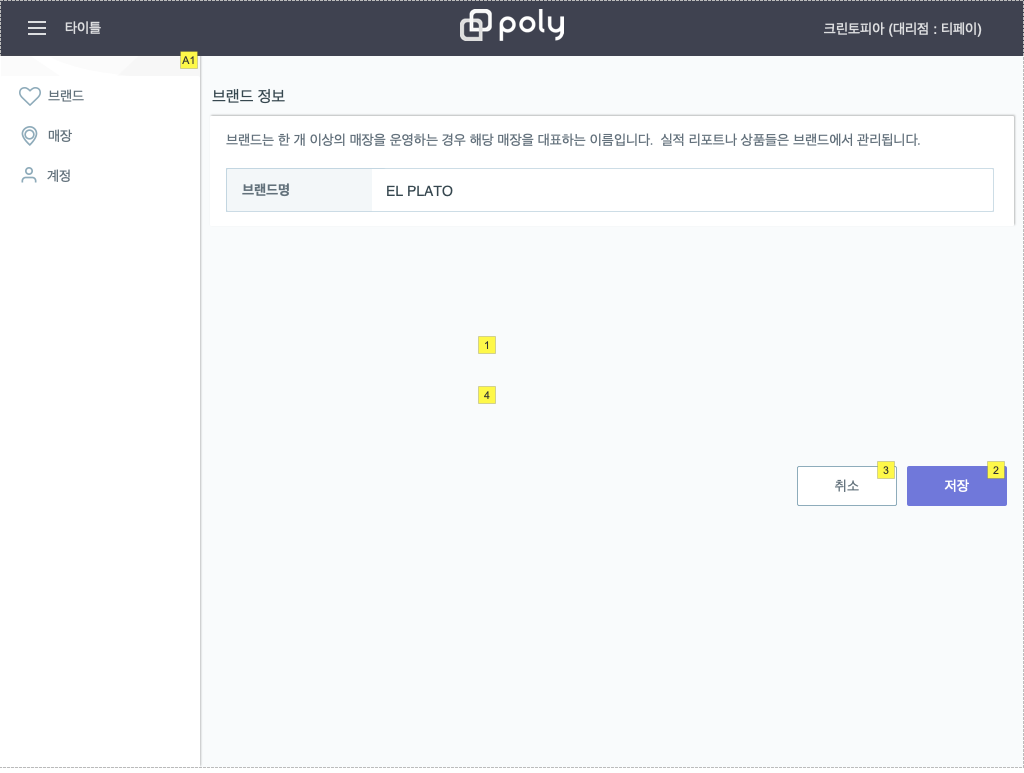 타이틀
poly
크린토피아 (대리점 : 티페이)
A1
브랜드
매장
계정
브랜드 정보
브랜드는 한 개 이상의 매장을 운영하는 경우 해당 매장을 대표하는 이름입니다. 실적 리포트나 상품들은 브랜드에서 관리됩니다.
브랜드명
EL PLATO
1
4
3
2
취소
저장